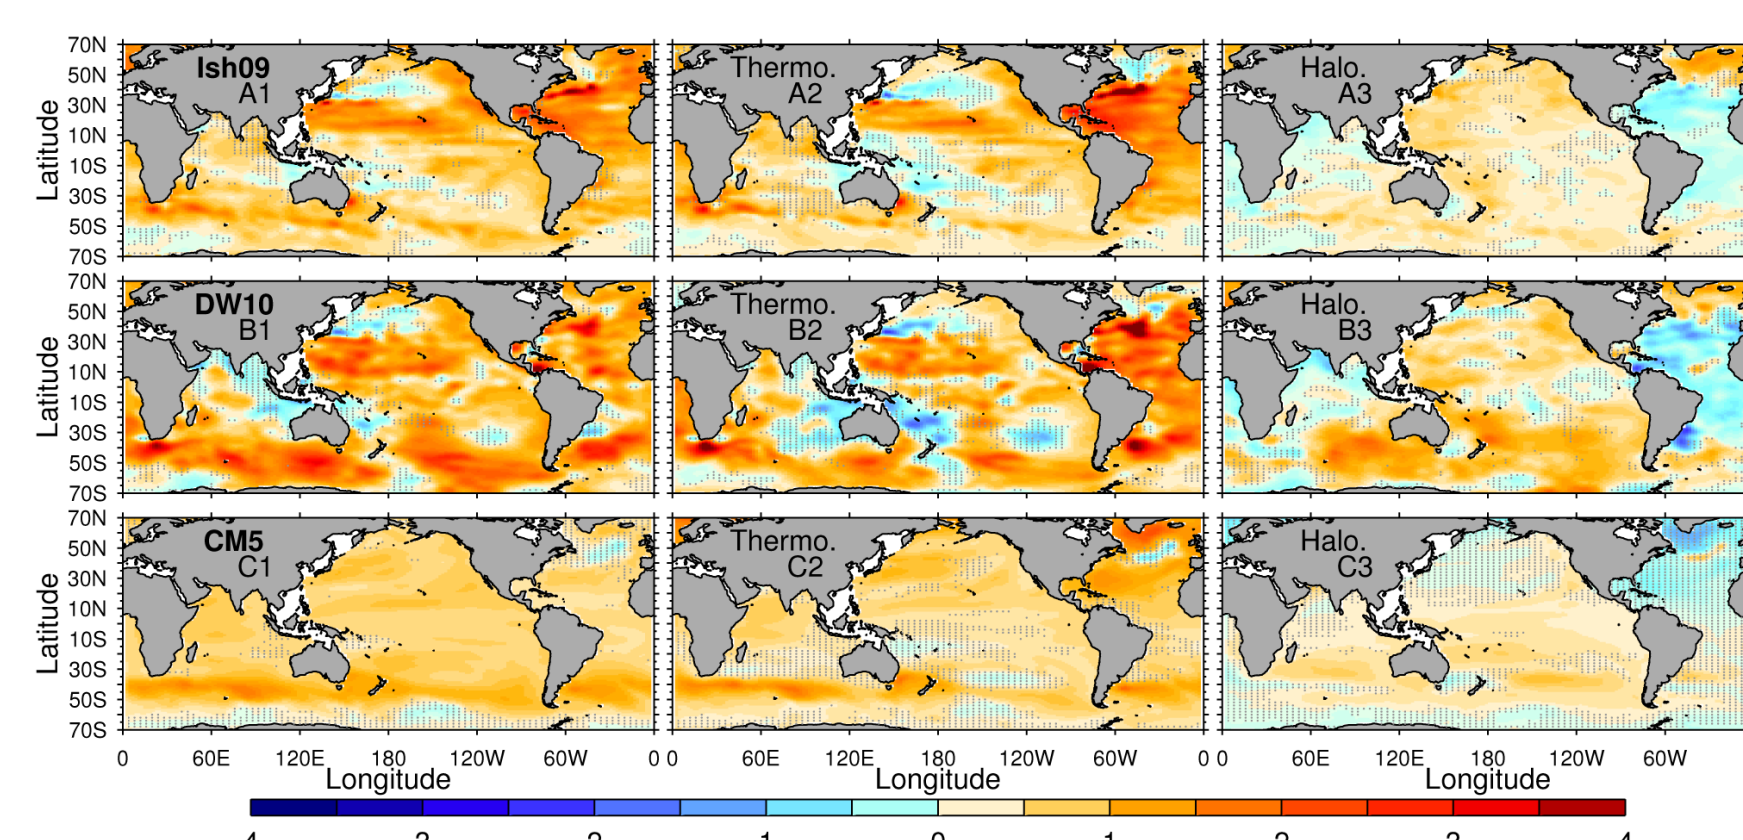 70N
50N
30N
10N
10S
30S
50S
70S
Latitude
Ish09
A1
Thermo.
A2
Halo.
A3
70N
50N
30N
10N
10S
30S
50S
70S
Latitude
DW10
B1
Thermo.
B2
Halo.
B3
70N
50N
30N
10N
10S
30S
50S
70S
Latitude
CM5
C1
Thermo.
C2
Halo.
C3
0 60E 120E 180 120W 60W 0
0 60E 120E 180 120W 60W 0
0 60E 120E 180 120W 60W
Longitude Longitude Longitude